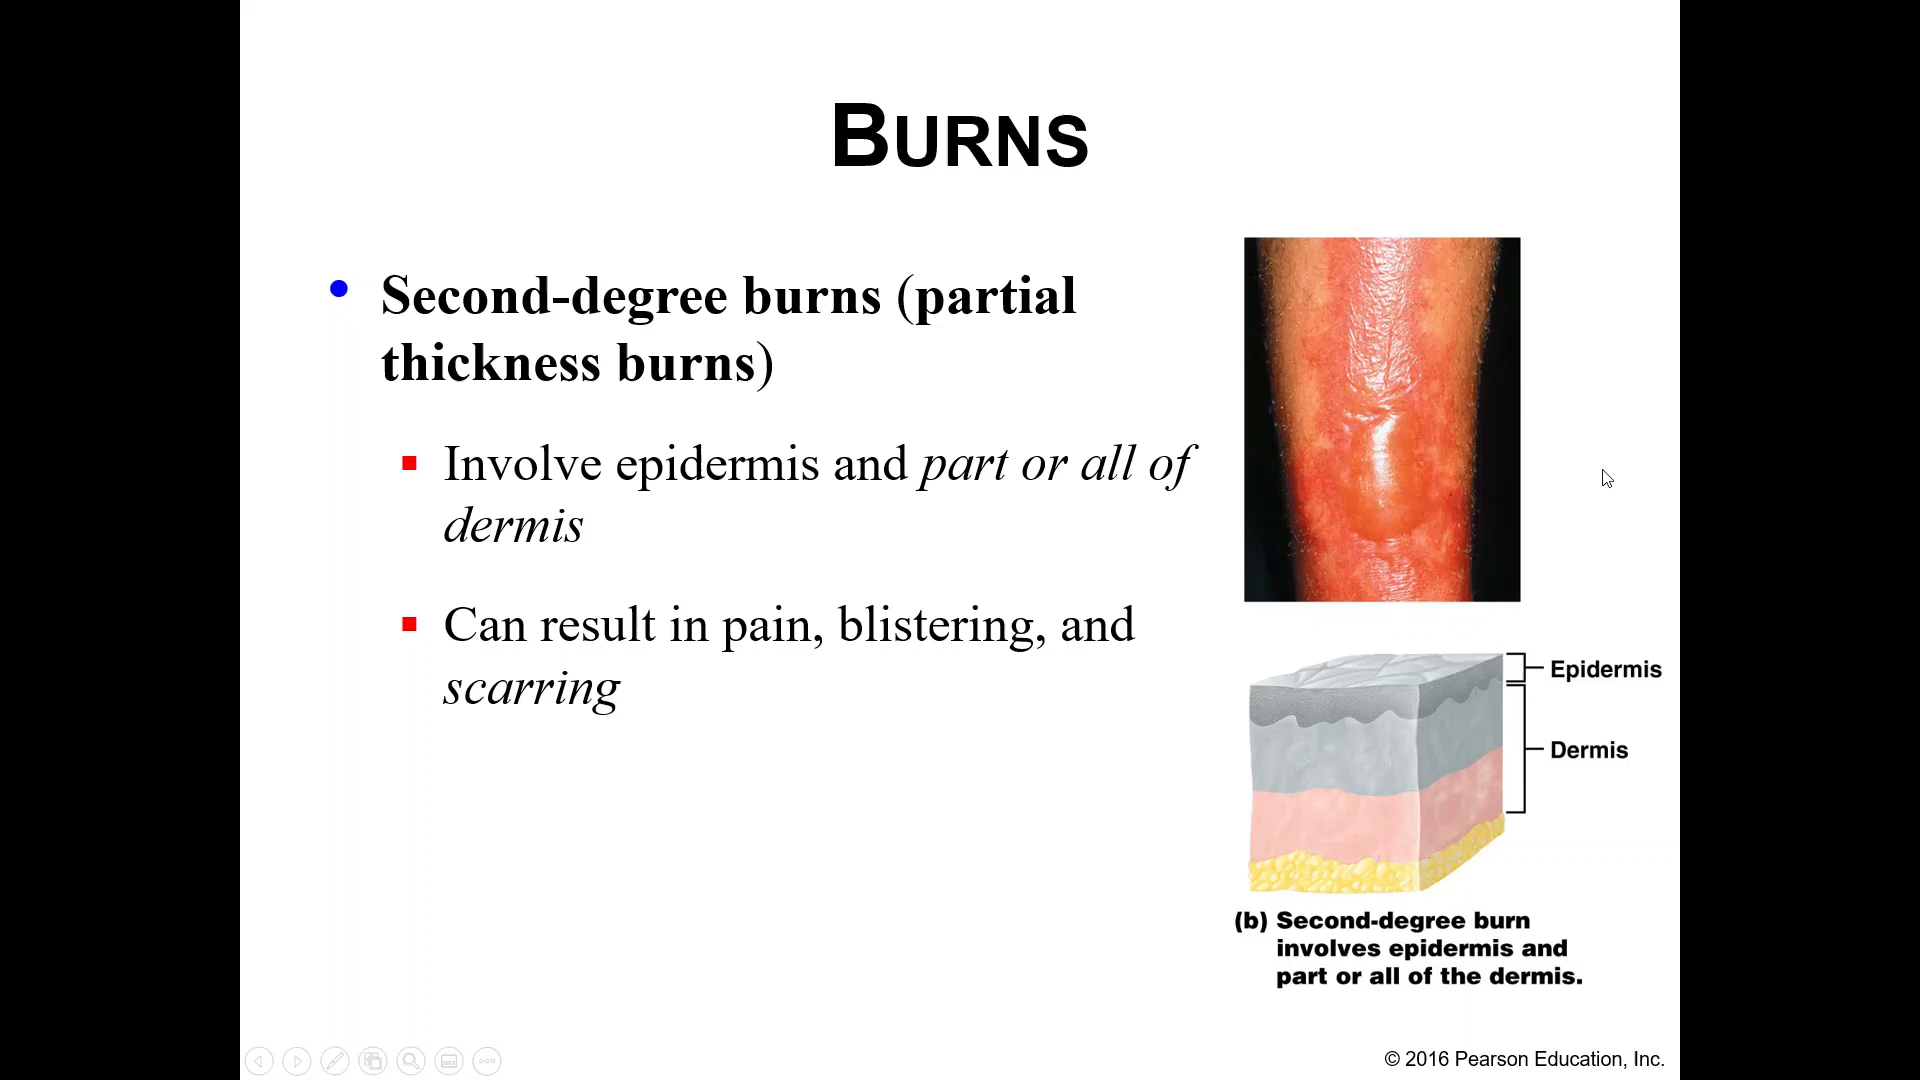 BURNS
• Second-degree burns (partial
thickness burns)
▪ Involve epidermis and part or all of
dermis
▪ Can result in pain, blistering, and
scarring
Epidermis
Dermis
(b) Second-degree burn
involves epidermis and
part or all of the dermis.
© 2016 Pearson Education, Inc.